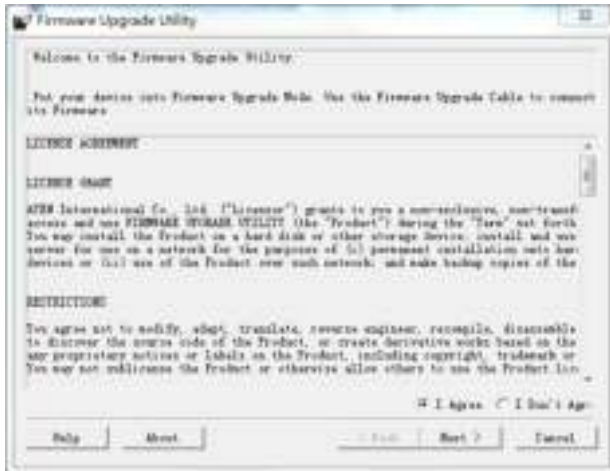 Firmware Upgrade Utility
Welcome to the Firmware Upgrade Utility
Put your device into Firmware Upgrade Mode. Use the Firmware Upgrade Cable to connect
its Firmware
LICENSE AGREEMENT
LICENSE GRANT
ATEN International Co. Ltd. ("Licensor") grants to you a non-exclusive, non-transf
access and use FIRMWARE UPGRADE UTILITY (the "Product") during the "Term" set forth
You may install the Product on a hard disk or other storage device; install and use
server for use on a network for the purposes of (i) permanent installation onto har
devices or (ii) use of the Product over such network; and make backup copies of the
RESTRICTIONS
You agree not to modify, adapt, translate, reverse engineer, decompile, disassemble
to discover the source code of the Product, or create derivative works based on the
any proprietary notices or labels on the Product, including copyright, trademark or
You may not sublicense the Product or otherwise allow others to use the Product lic
I Agree I Don't Agr
Help About < Back Next > Cancel